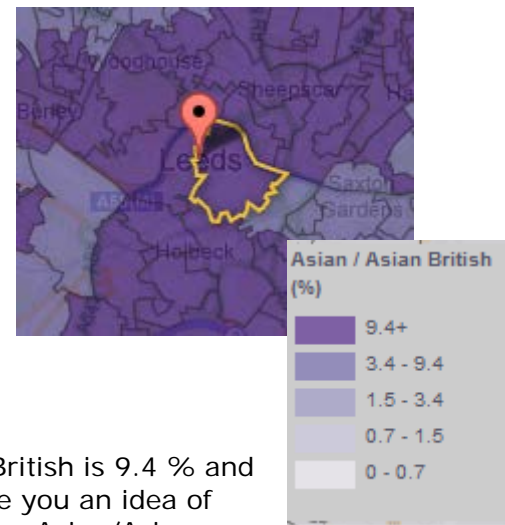 Woodhouse
Sheepscar
Leeds
Saxton
Gardens
Holbeck
Asian / Asian British
(%)
9.4+
3.4 - 9.4
1.5 - 3.4
0.7 - 1.5
0 - 0.7
British is 9.4 % and
e you an idea of